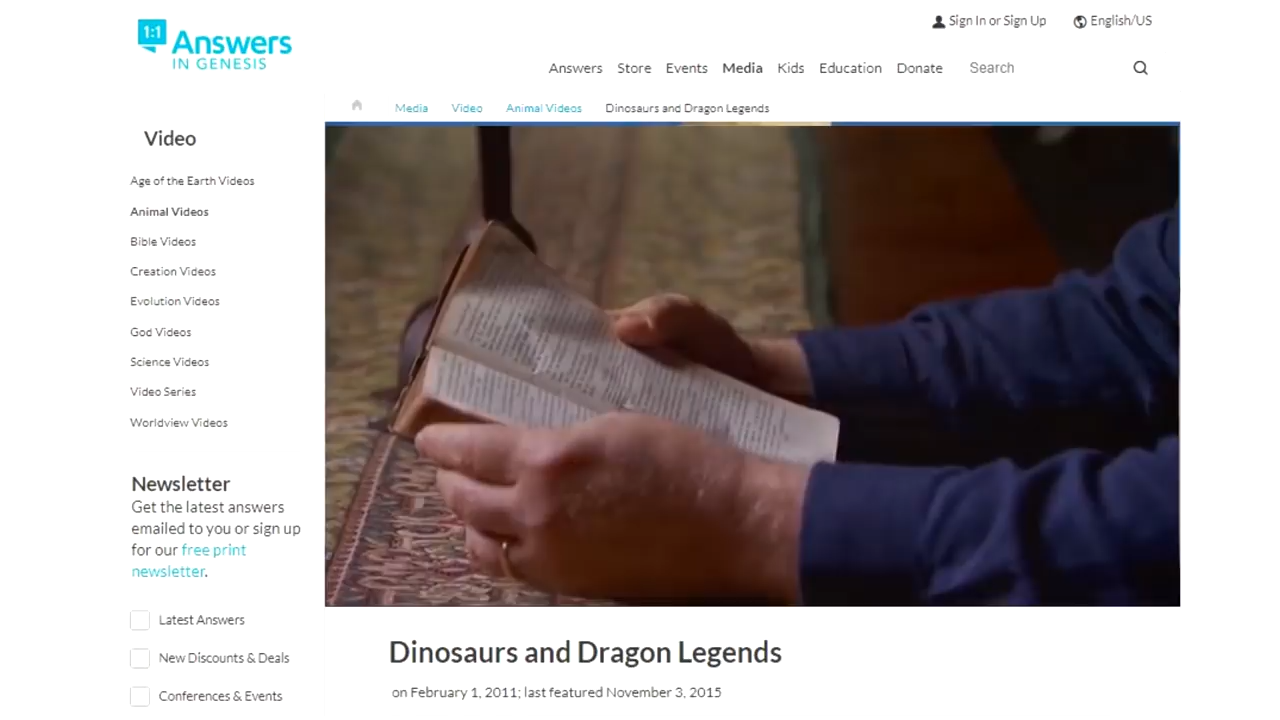 1:1
Answers
IN GENESIS
Sign In or Sign Up
English/US
Answers Store Events Media Kids Education Donate Search
Media Video Animal Videos Dinosaurs and Dragon Legends
Video
Age of the Earth Videos
Animal Videos
Bible Videos
Creation Videos
Evolution Videos
God Videos
Science Videos
Video Series
Worldview Videos
Newsletter
Get the latest answers
emailed to you or sign up
for our free print
newsletter.
Latest Answers
New Discounts & Deals
Conferences & Events
Dinosaurs and Dragon Legends
on February 1, 2011; last featured November 3, 2015